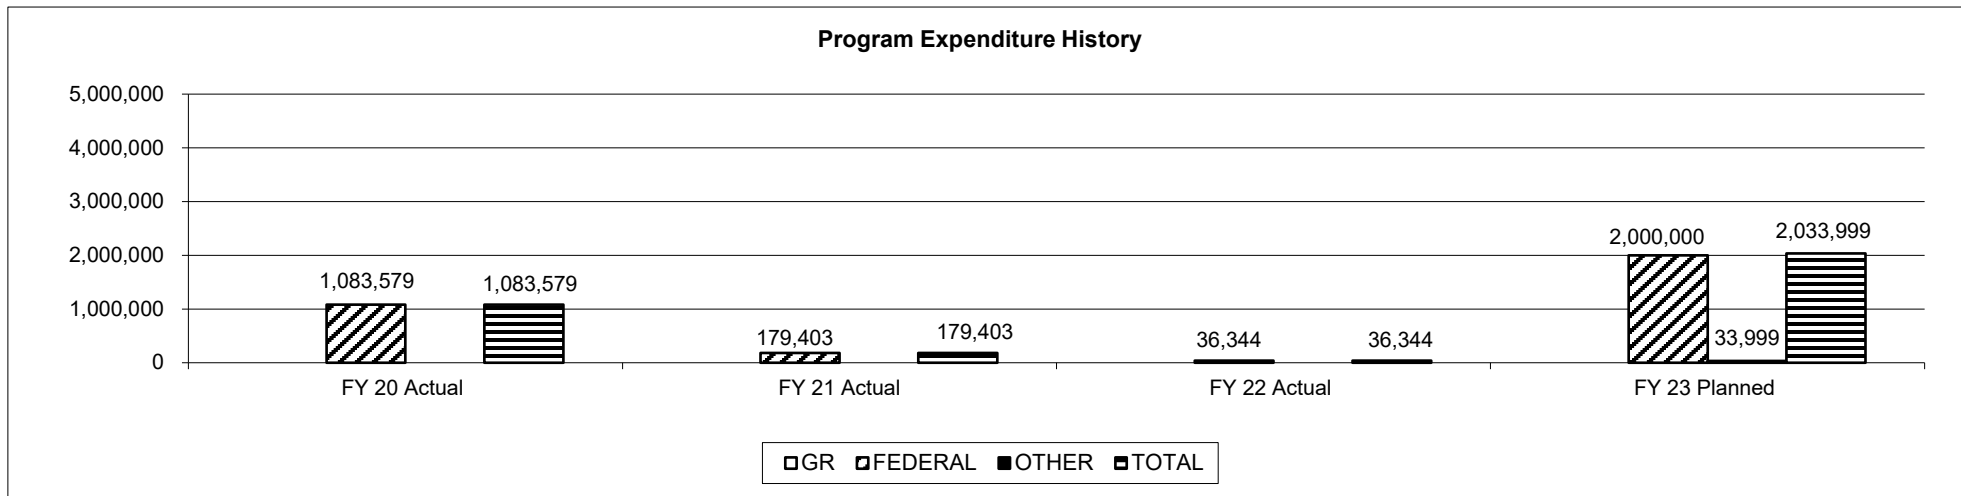 Program Expenditure History
5,000,000
4,000,000
3,000,000
2,000,000
1,000,000
0
1,083,579 1,083,579
179,403 179,403
36,344 36,344
2,000,000 33,999 2,033,999
FY 20 Actual FY 21 Actual FY 22 Actual FY 23 Planned
GR FEDERAL OTHER TOTAL